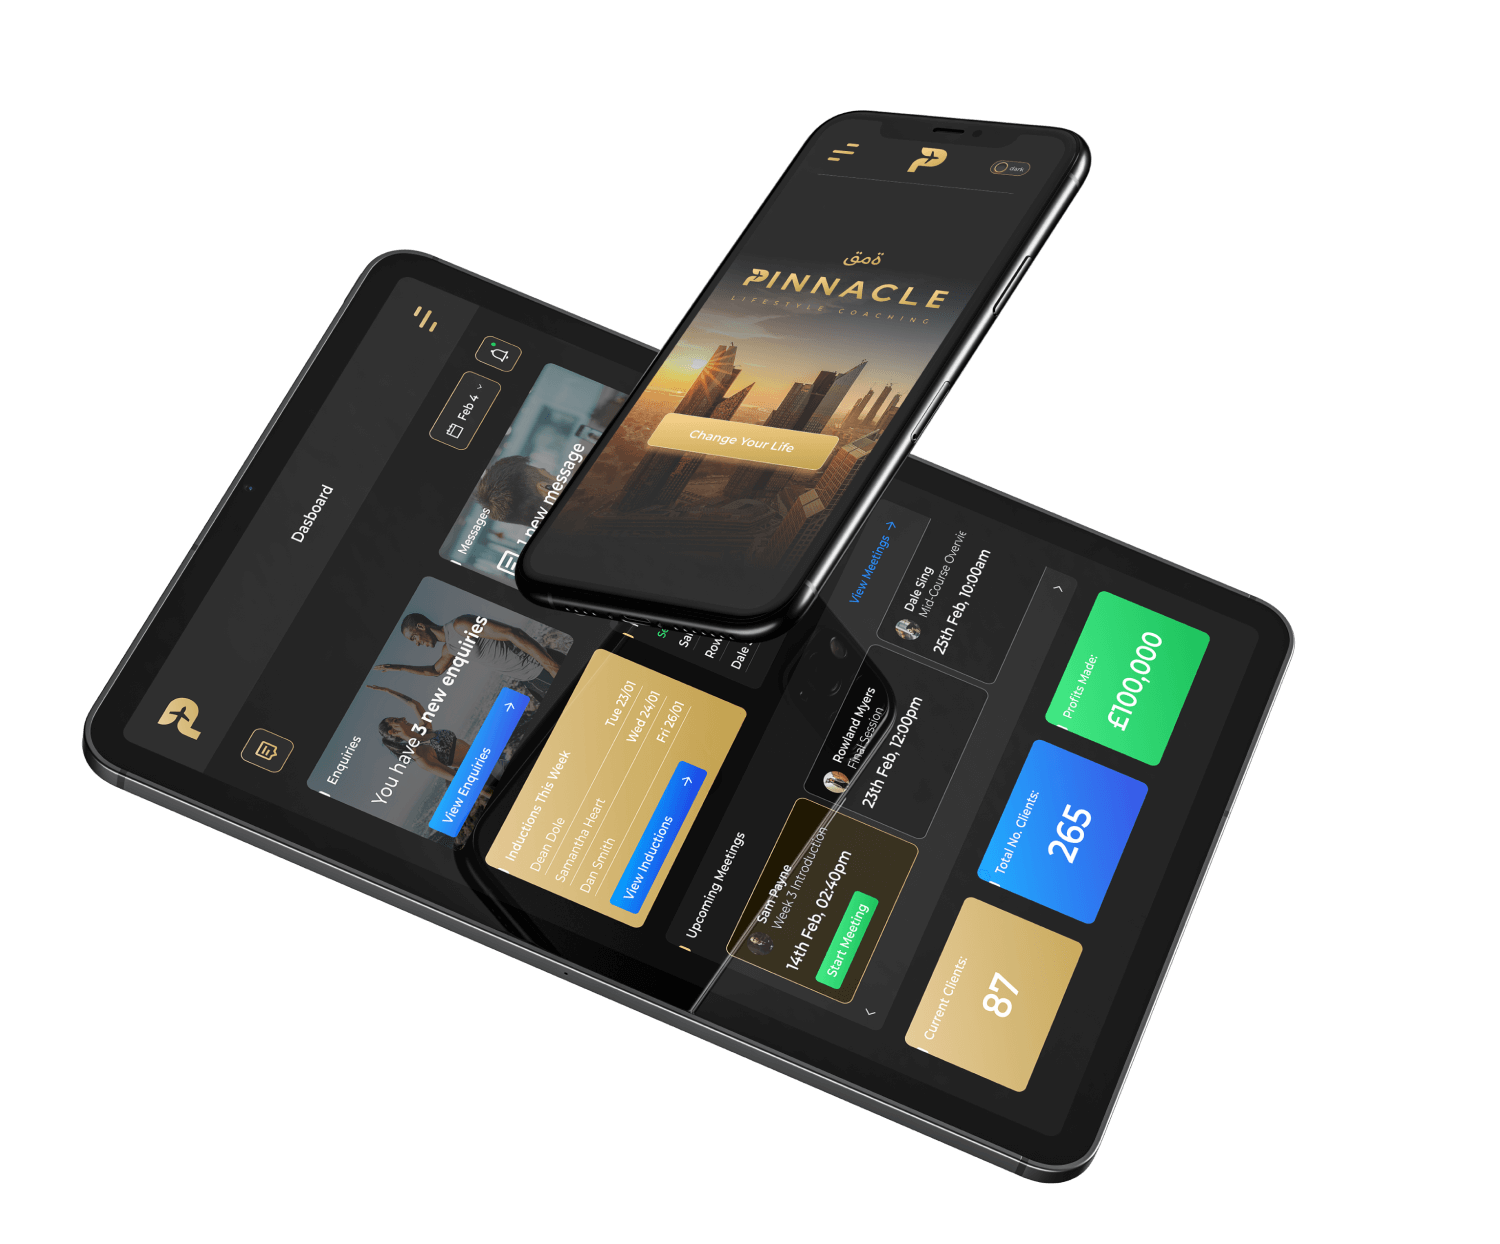 dark
ةمق
PINNACLE
LIFESTYLE COACHING
Change Your Life
Dasboard
Feb 4
Enquiries
You have 3 new enquiries
View Enquiries
Messages
1 new message
Inductions This Week
Dean Dole
Tue 23/01
Samantha Heart
Wed 24/01
Dan Smith
Fri 26/01
View Inductions
Dale
Upcoming Meetings
View Meetings
Sam Payne
Week 3 Introduction
14th Feb, 02:40pm
Start Meeting
Rowland Myers
Final Session
23th Feb, 12:00pm
Dale Sing
Mid-Course Overvie
25th Feb, 10:00am
Current Clients:
87
Total No. Clients:
265
Profits Made:
£100,000